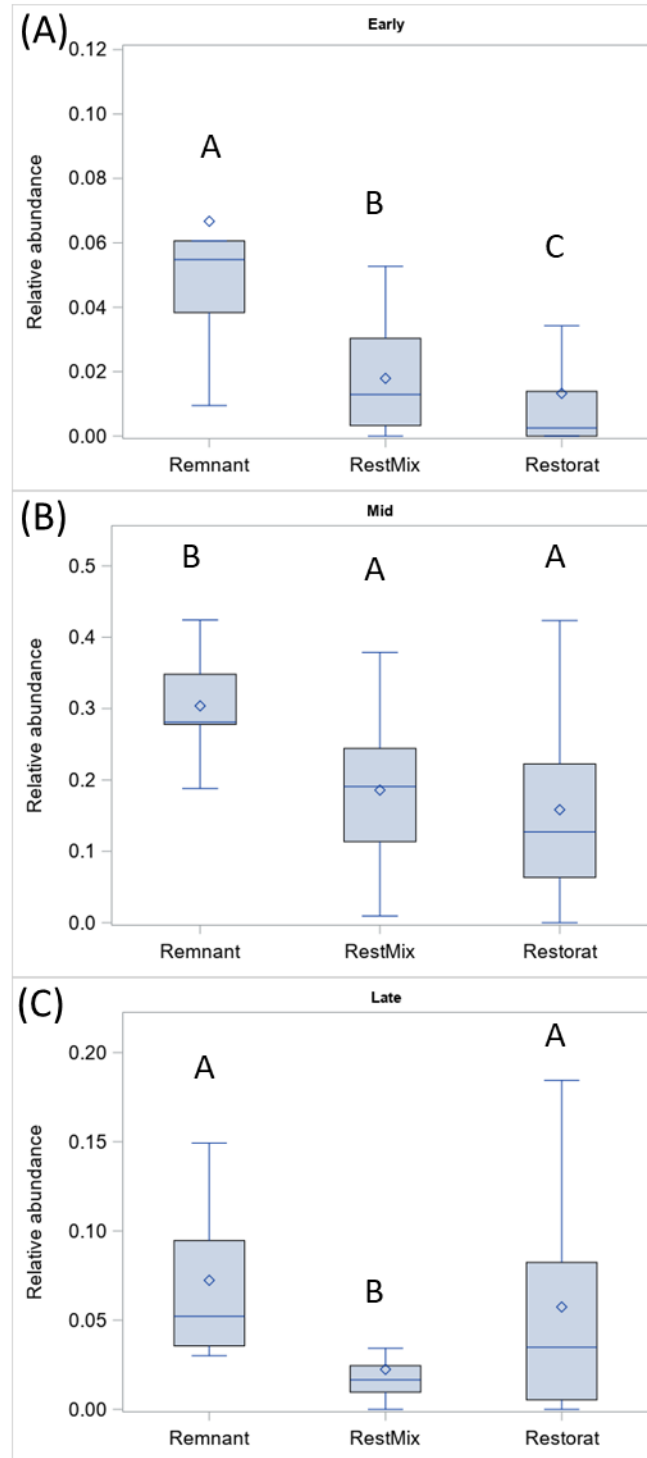 (A)
Early
0.12
0.10
0.08
0.06
0.04
0.02
0.00
Relative abundance
A
B
C
Remnant RestMix Restorat
(B)
Mid
0.5
0.4
0.3
0.2
0.1
0.0
Relative abundance
B
A
A
Remnant RestMix Restorat
(C)
Late
0.20
0.15
0.10
0.05
0.00
Relative abundance
A
B
A
Remnant RestMix Restorat